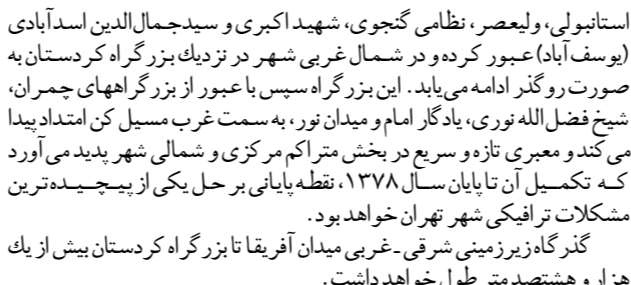 استانبولی، ولیعصر، نظامی گنجوی، شهید اکبری و سیدجمال‌الدین اسدآبادی
(یوسف‌آباد) عبور کرده و در شمال غربی شهر در نزدیك بزرگراه کردستان به
صورت روگذر ادامه می‌یابد. این بزرگراه سپس با عبور از بزرگراههای چمران،
شیخ فضل‌الله نوری، یادگار امام و میدان نور، به سمت غرب مسیل کن امتداد پیدا
می‌کند و معبری تازه و سریع در بخش متراکم مرکزی و شمالی شهر پدید می‌آورد
که تکمیل آن تا پایان سال ۱۳۷۸، نقطه پایانی بر حل یکی از پیچیده‌ترین
مشکلات ترافیکی شهر تهران خواهد بود.
گذرگاه زیرزمینی شرقی ـ غربی میدان آفریقا تا بزرگراه کردستان بیش از یك
هزار و هشتصد متر طول خواهد داشت.